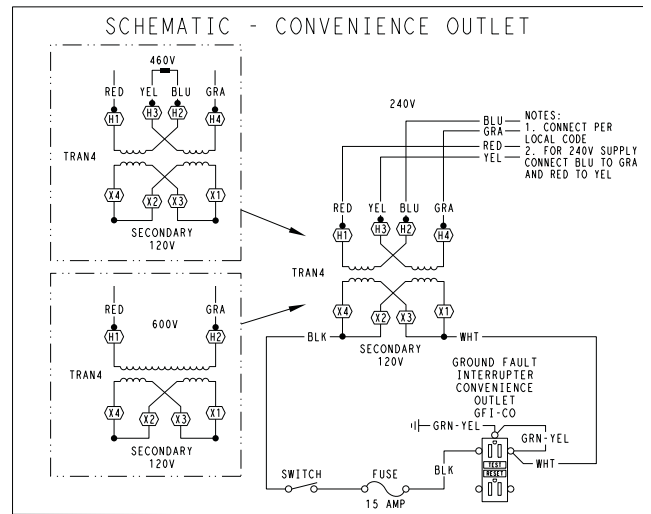 SCHEMATIC - CONVENIENCE OUTLET
460V
RED YEL BLU GRA
H1 H3 H2 H4
TRAN4
X4 X2 X3 X1
SECONDARY
120V
600V
RED GRA
H1 H2
TRAN4
X4 X2 X3 X1
SECONDARY
120V
240V
BLU
GRA
RED
YEL
NOTES:
1. CONNECT PER
LOCAL CODE
2. FOR 240V SUPPLY
CONNECT BLU TO GRA
AND RED TO YEL
RED YEL BLU GRA
H1 H3 H2 H4
TRAN4
X4 X2 X3 X1
BLK WHT
SECONDARY
120V
GROUND FAULT
INTERRUPTER
CONVENIENCE
OUTLET
GFI-CO
GRN-YEL
GRN-YEL
WHT
BLK
TEST
RESET
SWITCH
FUSE
15 AMP